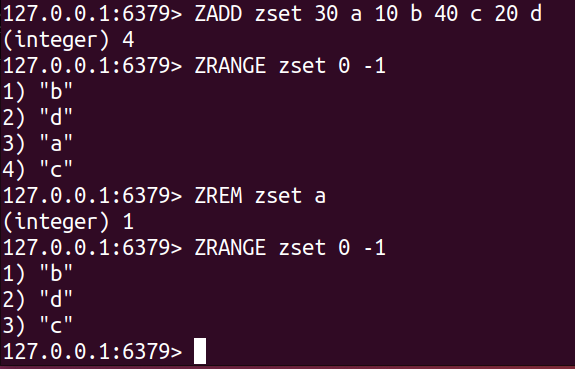 127.0.0.1:6379> ZADD zset 30 a 10 b 40 c 20 d
(integer) 4
127.0.0.1:6379> ZRANGE zset 0 -1
1) "b"
2) "d"
3) "a"
4) "c"
127.0.0.1:6379> ZREM zset a
(integer) 1
127.0.0.1:6379> ZRANGE zset 0 -1
1) "b"
2) "d"
3) "c"
127.0.0.1:6379>